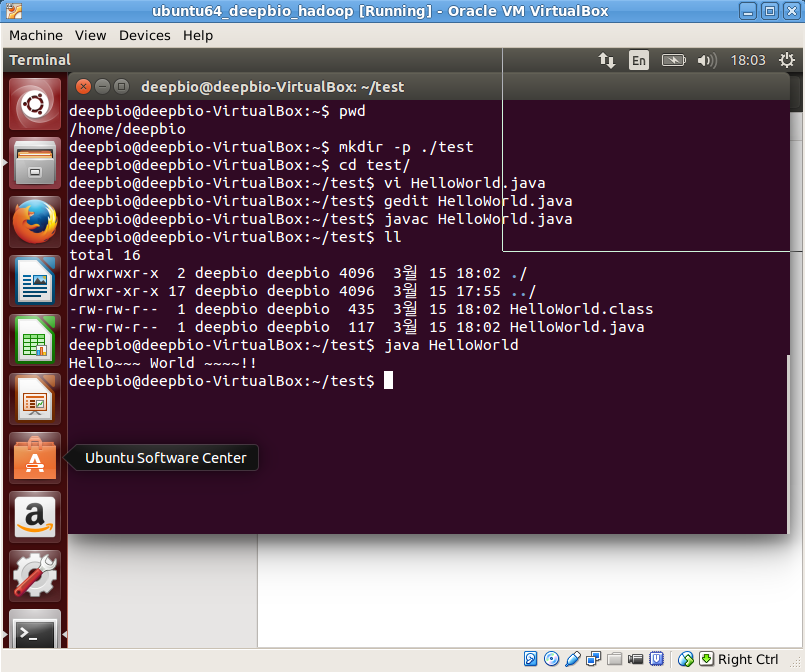 ubuntu64_deepbio_hadoop [Running] - Oracle VM VirtualBox
Machine View Devices Help
Terminal En 18:03
deepbio@deepbio-VirtualBox: ~/test
deepbio@deepbio-VirtualBox:~$ pwd
/home/deepbio
deepbio@deepbio-VirtualBox:~$ mkdir -p ./test
deepbio@deepbio-VirtualBox:~$ cd test/
deepbio@deepbio-VirtualBox:~/test$ vi HelloWorld.java
deepbio@deepbio-VirtualBox:~/test$ gedit HelloWorld.java
deepbio@deepbio-VirtualBox:~/test$ javac HelloWorld.java
deepbio@deepbio-VirtualBox:~/test$ ll
total 16
drwxrwxr-x  2 deepbio deepbio 4096  3월 15 18:02 ./
drwxr-xr-x 17 deepbio deepbio 4096  3월 15 17:55 ../
-rw-rw-r--  1 deepbio deepbio  435  3월 15 18:02 HelloWorld.class
-rw-rw-r--  1 deepbio deepbio  117  3월 15 18:02 HelloWorld.java
deepbio@deepbio-VirtualBox:~/test$ java HelloWorld
Hello~~~ World ~~~~!!
deepbio@deepbio-VirtualBox:~/test$
Ubuntu Software Center
a
>_
Right Ctrl